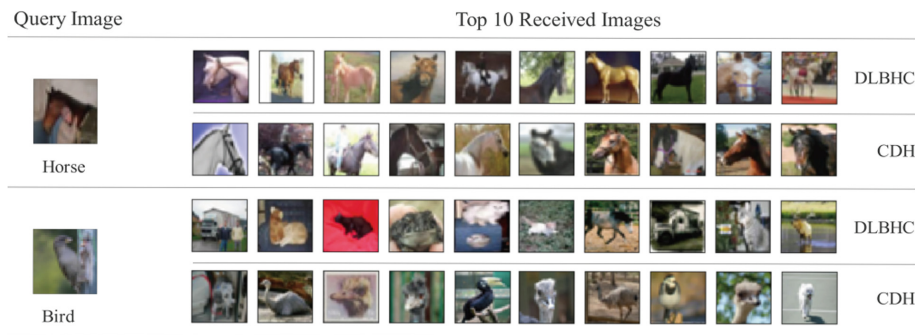 Query Image
Top 10 Received Images
DLBHC
Horse
CDH
DLBHC
Bird
CDH